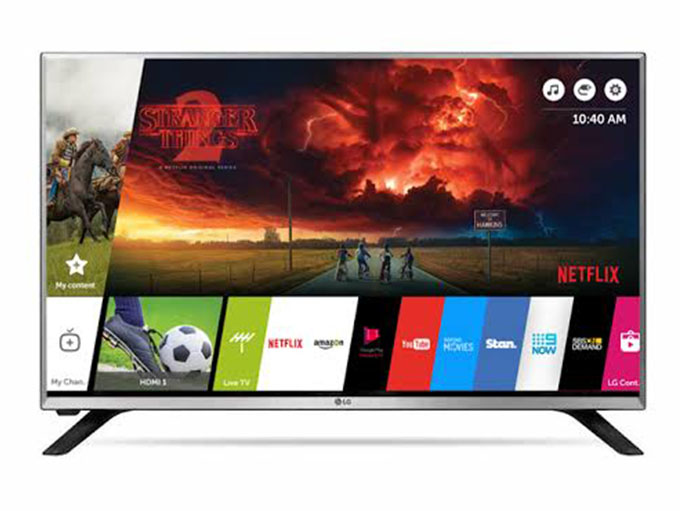 STRANGER
THINGS
2
A NETFLIX ORIGINAL SERIES
10:40 AM
WELCOME
TO
HAWKINS
My content
NETFLIX
My Chan.
HDMI 1
Live TV
NETFLIX
amazon
Google Play
YouTube
MOVIES
Stan.
9 NOW
SBS
ON
DEMAND
LG Cont.
LG